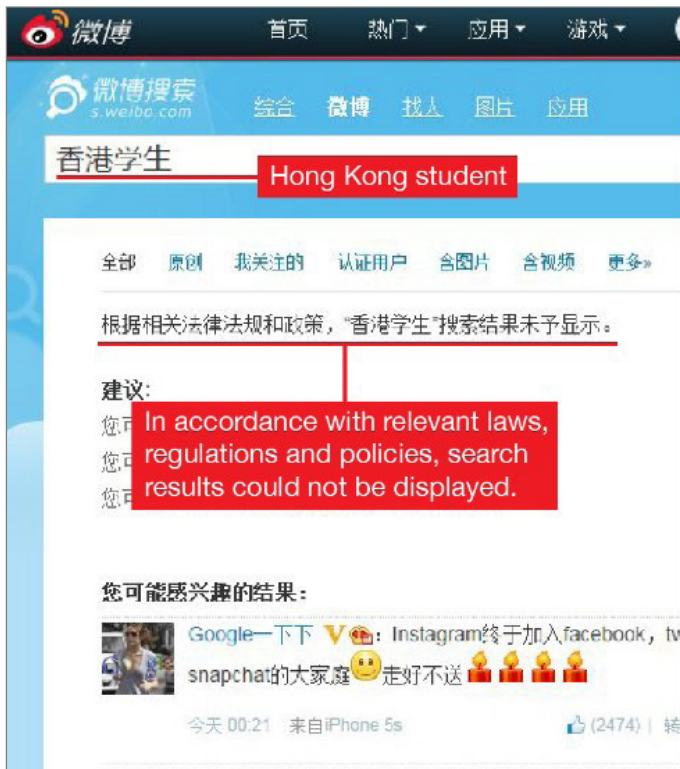 微博 首页 热门 应用 游戏
微博搜索
s.weibo.com
综合 微博 找人 图片 应用
香港学生
Hong Kong student
全部 原创 我关注的 认证用户 含图片 含视频 更多»
根据相关法律法规和政策，“香港学生”搜索结果未予显示。
建议:
您可
In accordance with relevant laws,
您可
regulations and policies, search
您可
results could not be displayed.
您可能感兴趣的结果：
Google一下下 V : Instagram终于加入facebook，tw
snapchat的大家庭 走好不送
今天 00:21 来自iPhone 5s (2474) | 转